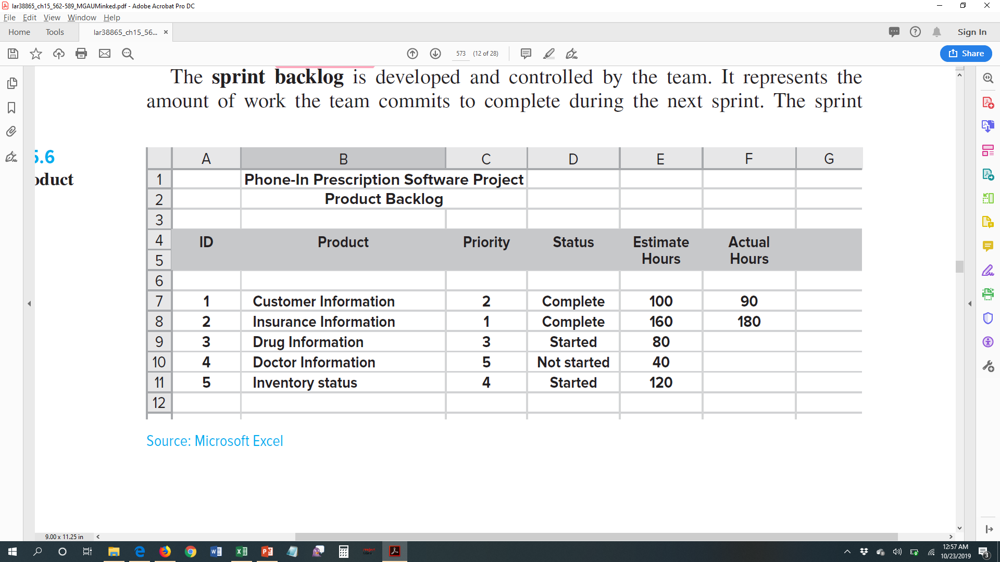 lar38865_ch15_562-589_MGAUMinked.pdf - Adobe Acrobat Pro DC
File Edit View Window Help
Home Tools lar38865_ch15_56... × Sign In
573 (12 of 28) Share
The sprint backlog is developed and controlled by the team. It represents the
amount of work the team commits to complete during the next sprint. The sprint
5.6
oduct
A B C D E F G
1 Phone-In Prescription Software Project
2 Product Backlog
3
4 ID Product Priority Status Estimate Actual
5 Hours Hours
6
7 1 Customer Information 2 Complete 100 90
8 2 Insurance Information 1 Complete 160 180
9 3 Drug Information 3 Started 80
10 4 Doctor Information 5 Not started 40
11 5 Inventory status 4 Started 120
12
Source: Microsoft Excel
9.00 x 11.25 in
12:57 AM
10/23/2019
3